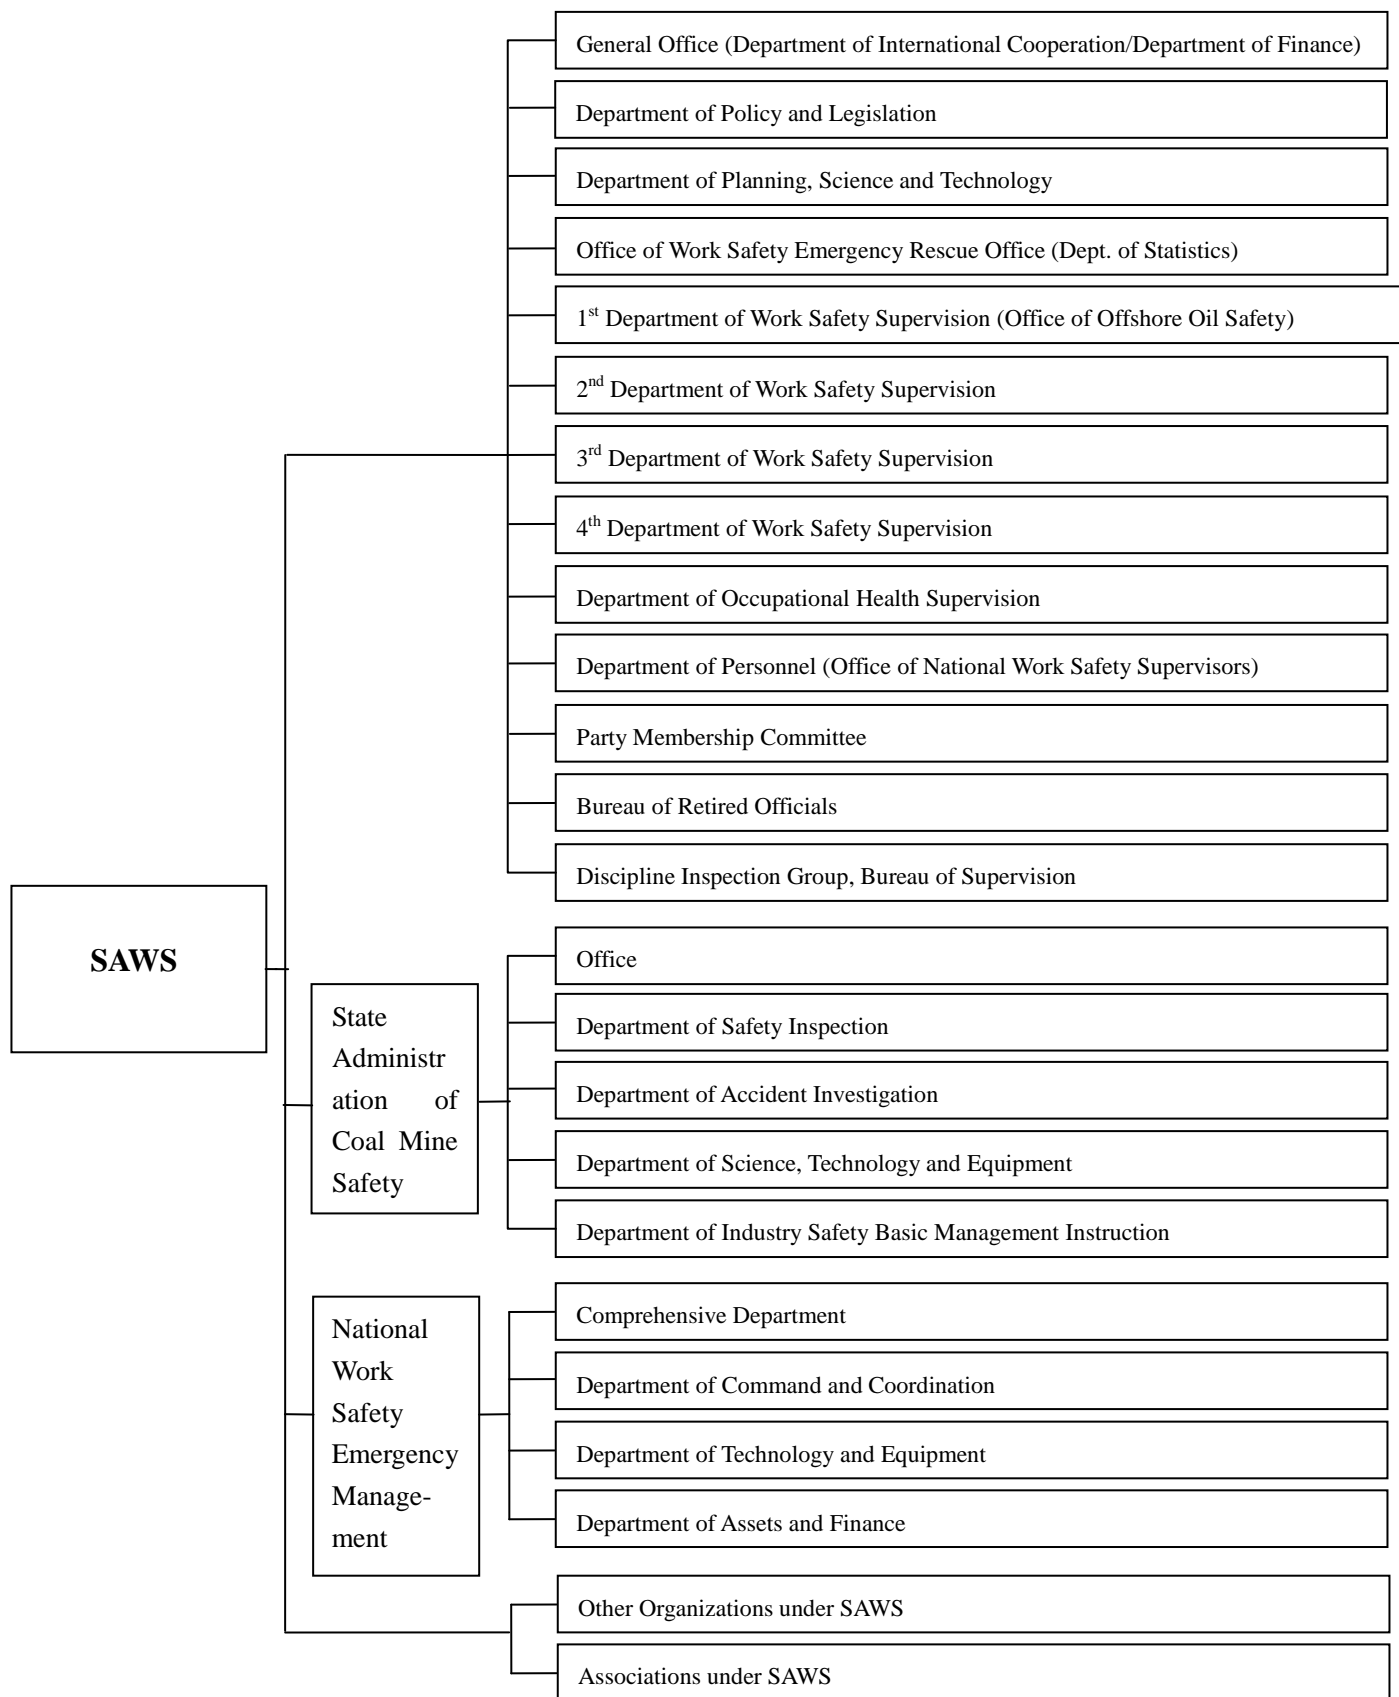 General Office (Department of International Cooperation/Department of Finance)
Department of Policy and Legislation
Department of Planning, Science and Technology
Office of Work Safety Emergency Rescue Office (Dept. of Statistics)
1st Department of Work Safety Supervision (Office of Offshore Oil Safety)
2nd Department of Work Safety Supervision
3rd Department of Work Safety Supervision
4th Department of Work Safety Supervision
Department of Occupational Health Supervision
Department of Personnel (Office of National Work Safety Supervisors)
Party Membership Committee
Bureau of Retired Officials
Discipline Inspection Group, Bureau of Supervision
SAWS
State
Administr
ation of
Coal Mine
Safety
Office
Department of Safety Inspection
Department of Accident Investigation
Department of Science, Technology and Equipment
Department of Industry Safety Basic Management Instruction
National
Work
Safety
Emergency
Manage-
ment
Comprehensive Department
Department of Command and Coordination
Department of Technology and Equipment
Department of Assets and Finance
Other Organizations under SAWS
Associations under SAWS